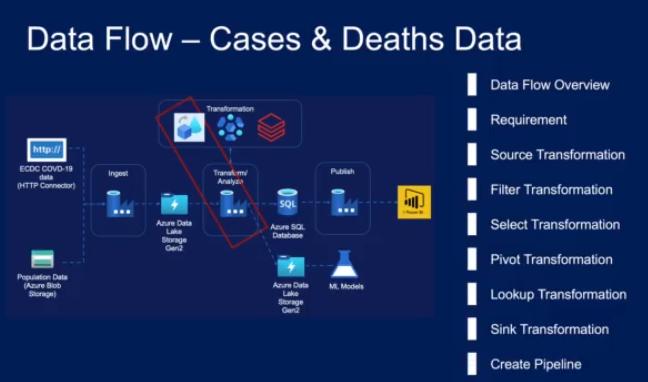 Data Flow – Cases & Deaths Data
Transformation
http://
ECDC COVD-19
data
(HTTP Connector)
Ingest
Transform/
Analyze
Publish
SQL
Azure Data
Lake
Storage
Gen2
Azure SQL
Database
Power BI
Population Data
(Azure Blob
Storage)
Azure Data
Lake
Storage
Gen2
ML Models
Data Flow Overview
Requirement
Source Transformation
Filter Transformation
Select Transformation
Pivot Transformation
Lookup Transformation
Sink Transformation
Create Pipeline